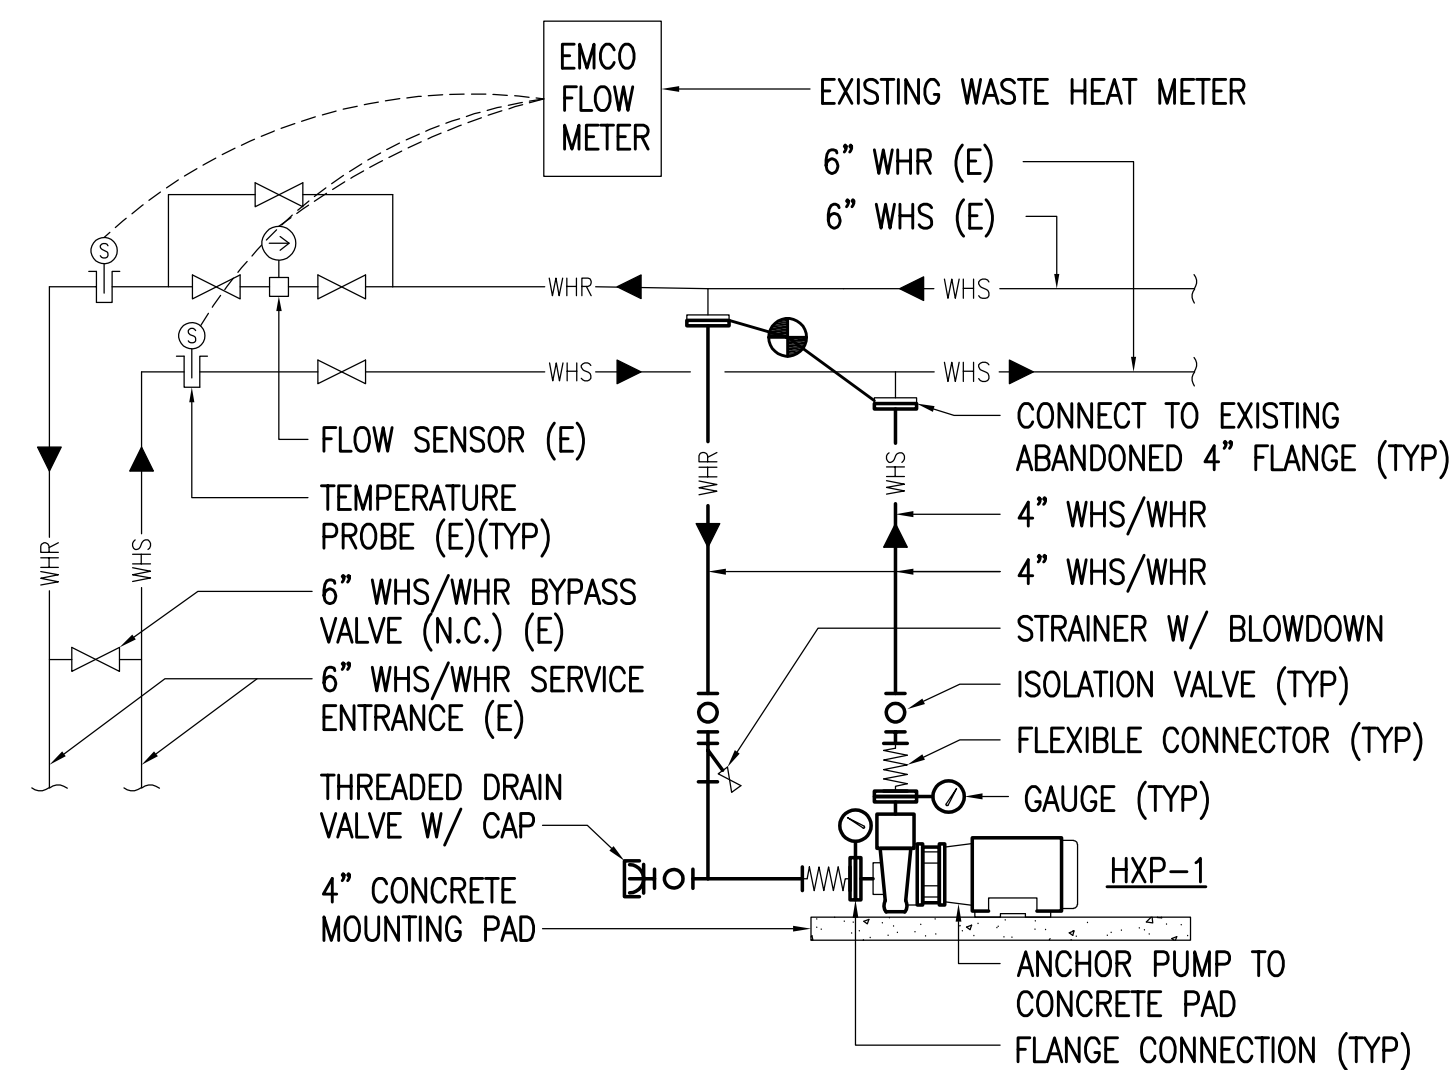 EMCO
FLOW
METER
EXISTING WASTE HEAT METER
6” WHR (E)
6” WHS (E)
S
WHR
WHS
S
WHS
WHS
CONNECT TO EXISTING
ABANDONED 4” FLANGE (TYP)
FLOW SENSOR (E)
WHR
WHS
TEMPERATURE
PROBE (E)(TYP)
4” WHS/WHR
WHR
WHS
4” WHS/WHR
6” WHS/WHR BYPASS
VALVE (N.C.) (E)
STRAINER W/ BLOWDOWN
6” WHS/WHR SERVICE
ENTRANCE (E)
ISOLATION VALVE (TYP)
FLEXIBLE CONNECTOR (TYP)
THREADED DRAIN
VALVE W/ CAP
GAUGE (TYP)
HXP-1
4” CONCRETE
MOUNTING PAD
ANCHOR PUMP TO
CONCRETE PAD
FLANGE CONNECTION (TYP)